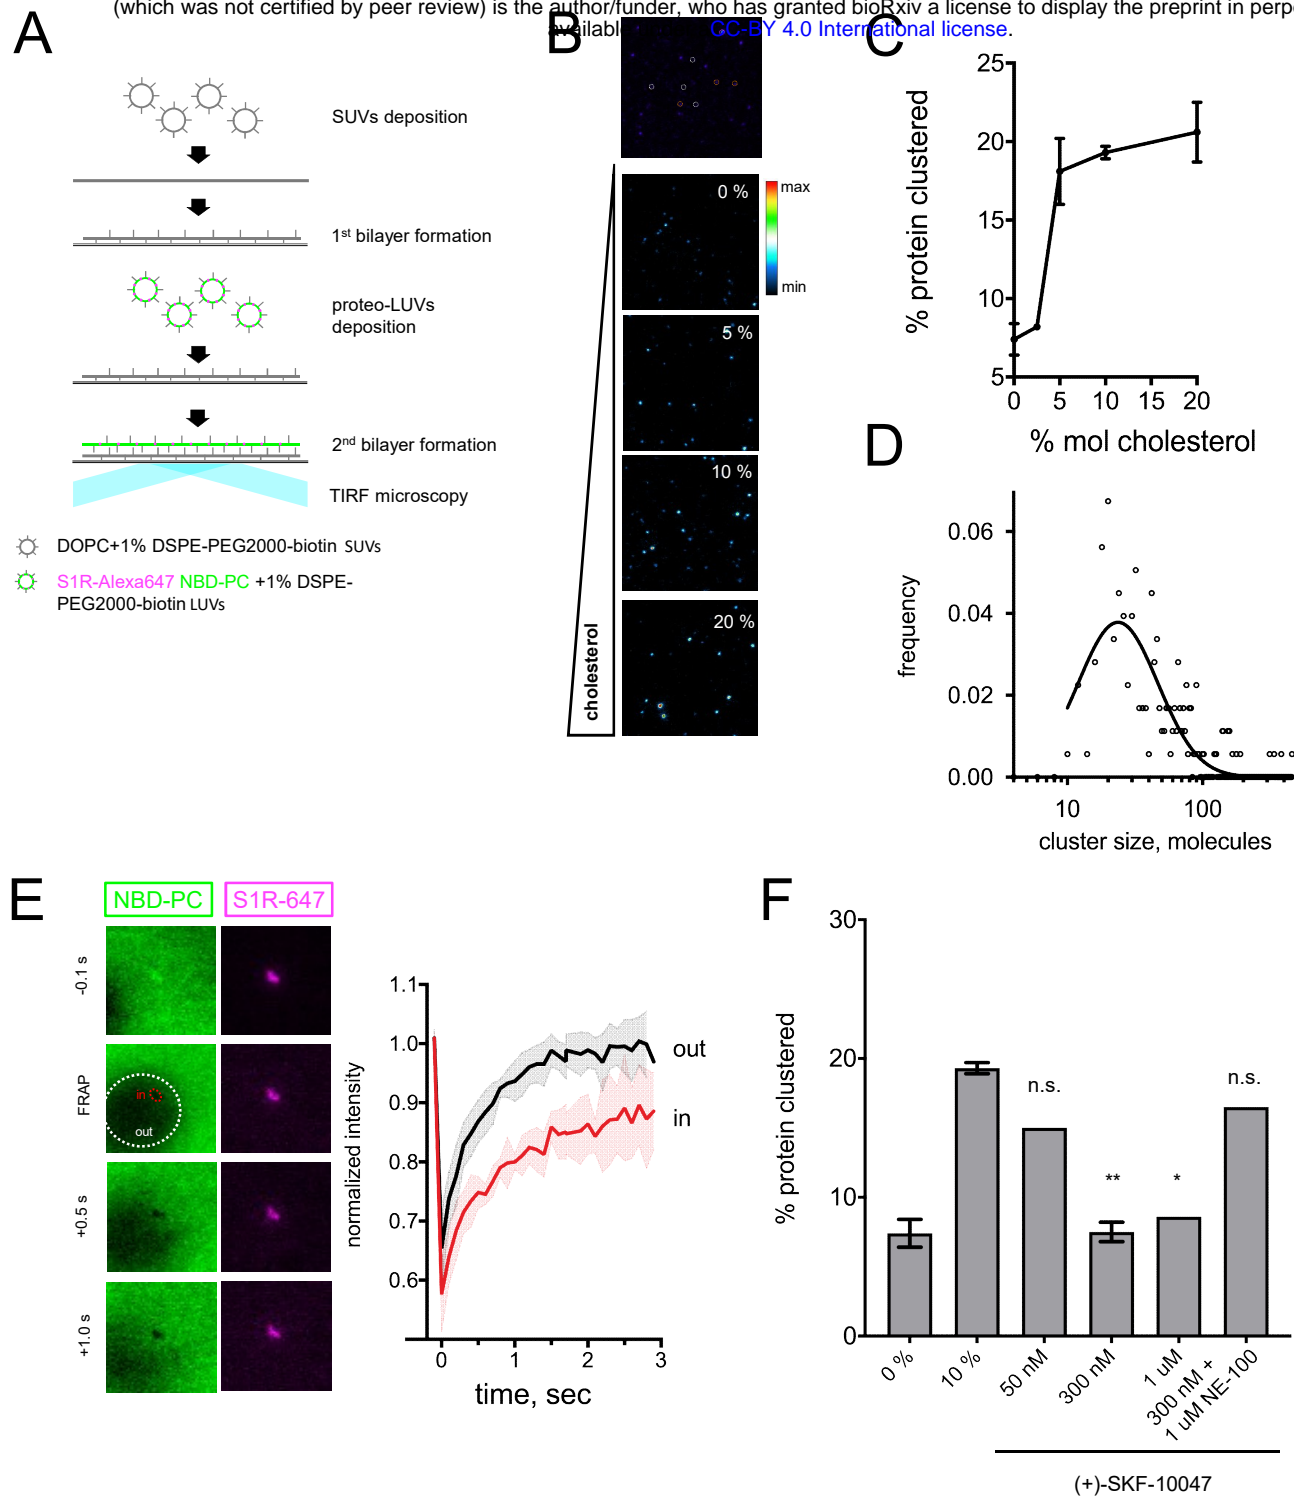 (which was not certified by peer review) is the author/funder, who has granted bioRxiv a license to display the preprint in perp
available
CC-BY 4.0 International license.
A
SUVs deposition
1st bilayer formation
proteo-LUVs
deposition
2nd bilayer formation
TIRF microscopy
DOPC+1% DSPE-PEG2000-biotin SUVs
S1R-Alexa647 NBD-PC +1% DSPE-
PEG2000-biotin LUVs
B
0 %
max
min
5 %
10 %
20 %
cholesterol
C
% protein clustered
25
20
15
10
5
0 5 10 15 20
% mol cholesterol
D
frequency
0.06
0.04
0.02
0.00
10 100
cluster size, molecules
E
NBD-PC
S1R-647
-0.1 s
FRAP
in
out
+0.5 s
+1.0 s
normalized intensity
1.1
1.0
0.9
0.8
0.7
0.6
out
in
0 1 2 3
time, sec
F
% protein clustered
30
20
10
0
n.s.
**
*
n.s.
0 %
10 %
50 nM
300 nM
1 uM
300 nM +
1 uM NE-100
(+)-SKF-10047